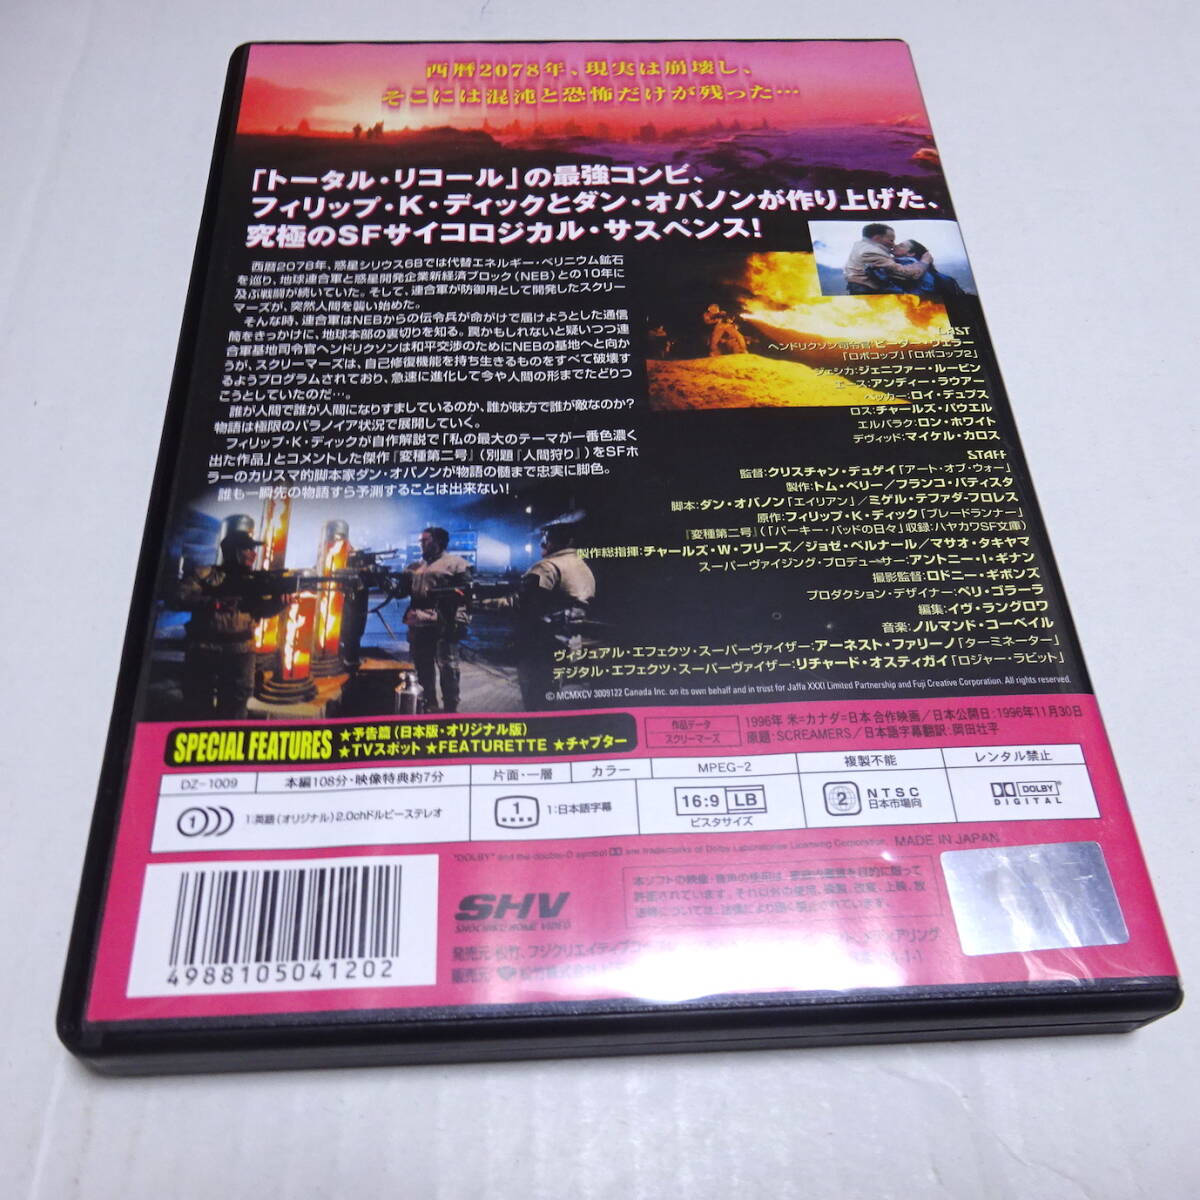 西暦2078年、現実は崩壊し、
そこには混沌と恐怖だけが残った…
「トータル・リコール」の最強コンビ、
フィリップ・K・ディックとダン・オバノンが作り上げた、
究極のSFサイコロジカル・サスペンス!
西暦2078年、惑星シリウス6Bでは代替エネルギー・ベリニウム鉱石
を巡り、地球連合軍と惑星開発企業新経済ブロック(NEB)との10年に
及ぶ戦闘が続いていた。そして、連合軍が防御用として開発したスクリー
マーズが、突然人間を襲い始めた。
そんな時、連合軍はNEBからの伝令兵が命がけで届けようとした通信
筒をきっかけに、地球本部の裏切りを知る。罠かもしれないと疑いつつ連
合軍基地司令官ヘンドリクソンは和平交渉のためにNEBの基地へと向か
うが、スクリーマーズは、自己修復機能を持ち生きるものをすべて破壊す
るようプログラムされており、急速に進化して今や人間の形までたどりつ
こうとしていたのだ…。
誰が人間で誰が人間になりすましているのか、誰が味方で誰が敵なのか?
物語は極限のパラノイア状況で展開していく。
フィリップ・K・ディックが自作解説で「私の最大のテーマが一番色濃く
出た作品」とコメントした傑作『変種第二号』(別題『人間狩り』)をSFホ
ラーのカリスマ的脚本家ダン・オバノンが物語の髄まで忠実に脚色。
誰も一瞬先の物語すら予測することは出来ない!
CAST
ヘンドリクソン司令官:ピーター・ウェラー
「ロボコップ」「ロボコップ2」
ジェシカ:ジェニファー・ルービン
エース:アンディー・ラウアー
ベッカー:ロイ・デュプス
ロス:チャールズ・パウエル
エルバラク:ロン・ホワイト
デヴィッド:マイケル・カロス
STAFF
監督:クリスチャン・デュゲイ「アート・オブ・ウォー」
製作:トム・ベリー/フランコ・バティスタ
脚本:ダン・オバノン「エイリアン」/ミゲル・テファダ-フロレス
原作:フィリップ・K・ディック「ブレードランナー」
『変種第二号』(「パーキー・パットの日々」収録:ハヤカワSF文庫)
製作総指揮:チャールズ・W・フリーズ/ジョゼ・ベルナール/マサオ・タキヤマ
スーパーヴァイジング・プロデューサー:アントニー・I・ギナン
撮影監督:ロドニー・ギボンズ
プロダクション・デザイナー:ペリ・ゴラーラ
編集:イヴ・ラングロワ
音楽:ノルマンド・コーベイル
ヴィジュアル・エフェクツ・スーパーヴァイザー:アーネスト・ファリーノ「ターミネーター」
デジタル・エフェクツ・スーパーヴァイザー:リチャード・オスティガイ「ロジャー・ラビット」
© MCMXCV 3009122 Canada Inc. on its own behalf and in trust for Jaffa XXXI Limited Partnership and Fuji Creative Corporation. All rights reserved.
SPECIAL FEATURES
★予告篇(日本版・オリジナル版)
★TVスポット ★FEATURETTE ★チャプター
作品データ
スクリーマーズ
1996年 米=カナダ=日本 合作映画/日本公開日:1996年11月30日
原題:SCREAMERS/日本語字幕翻訳:岡田壮平
DZ-1009 本編108分・映像特典約7分 片面・一層 カラー MPEG-2 複製不能 レンタル禁止
1 1:英語(オリジナル)2.0chドルビーステレオ
1 1:日本語字幕
16:9 LB
ビスタサイズ
2 NTSC
日本市場向
DOLBY
DIGITAL
"DOLBY" and the double-D symbol are trademarks of Dolby Laboratories Licensing Corporation. MADE IN JAPAN
4988105041202
SHV
SHOCHIKU HOME VIDEO
発売元 松竹、フジクリエイティブコー
販売元 松竹株式会社